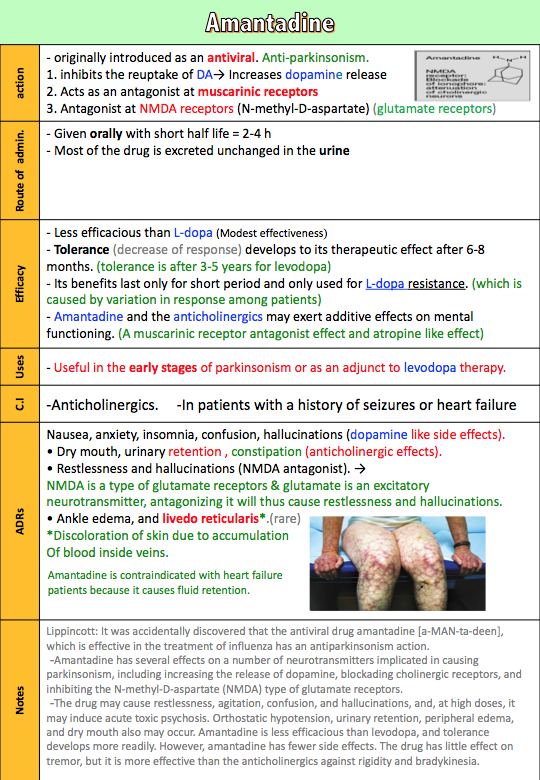 Amantadine
action
- originally introduced as an antiviral. Anti-parkinsonism.
1. inhibits the reuptake of DA→ Increases dopamine release
2. Acts as an antagonist at muscarinic receptors
3. Antagonist at NMDA receptors (N-methyl-D-aspartate) (glutamate receptors)
Amantadine
NMDA
receptor:
Blockade
of Ionophore:
attenuation
of cholinergic
neurons
H N H
Route of admin.
- Given orally with short half life = 2-4 h
- Most of the drug is excreted unchanged in the urine
Efficacy
- Less efficacious than L-dopa (Modest effectiveness)
- Tolerance (decrease of response) develops to its therapeutic effect after 6-8
months. (tolerance is after 3-5 years for levodopa)
- Its benefits last only for short period and only used for L-dopa resistance. (which is
caused by variation in response among patients)
- Amantadine and the anticholinergics may exert additive effects on mental
functioning. (A muscarinic receptor antagonist effect and atropine like effect)
Uses
- Useful in the early stages of parkinsonism or as an adjunct to levodopa therapy.
C.I
-Anticholinergics. -In patients with a history of seizures or heart failure
ADRs
Nausea, anxiety, insomnia, confusion, hallucinations (dopamine like side effects).
• Dry mouth, urinary retention , constipation (anticholinergic effects).
• Restlessness and hallucinations (NMDA antagonist). →
NMDA is a type of glutamate receptors & glutamate is an excitatory
neurotransmitter, antagonizing it will thus cause restlessness and hallucinations.
• Ankle edema, and livedo reticularis*.(rare)
*Discoloration of skin due to accumulation
Of blood inside veins.
Amantadine is contraindicated with heart failure
patients because it causes fluid retention.
Notes
Lippincott: It was accidentally discovered that the antiviral drug amantadine [a-MAN-ta-deen],
which is effective in the treatment of influenza has an antiparkinsonism action.
-Amantadine has several effects on a number of neurotransmitters implicated in causing
parkinsonism, including increasing the release of dopamine, blockading cholinergic receptors, and
inhibiting the N-methyl-D-aspartate (NMDA) type of glutamate receptors.
-The drug may cause restlessness, agitation, confusion, and hallucinations, and, at high doses, it
may induce acute toxic psychosis. Orthostatic hypotension, urinary retention, peripheral edema,
and dry mouth also may occur. Amantadine is less efficacious than levodopa, and tolerance
develops more readily. However, amantadine has fewer side effects. The drug has little effect on
tremor, but it is more effective than the anticholinergics against rigidity and bradykinesia.